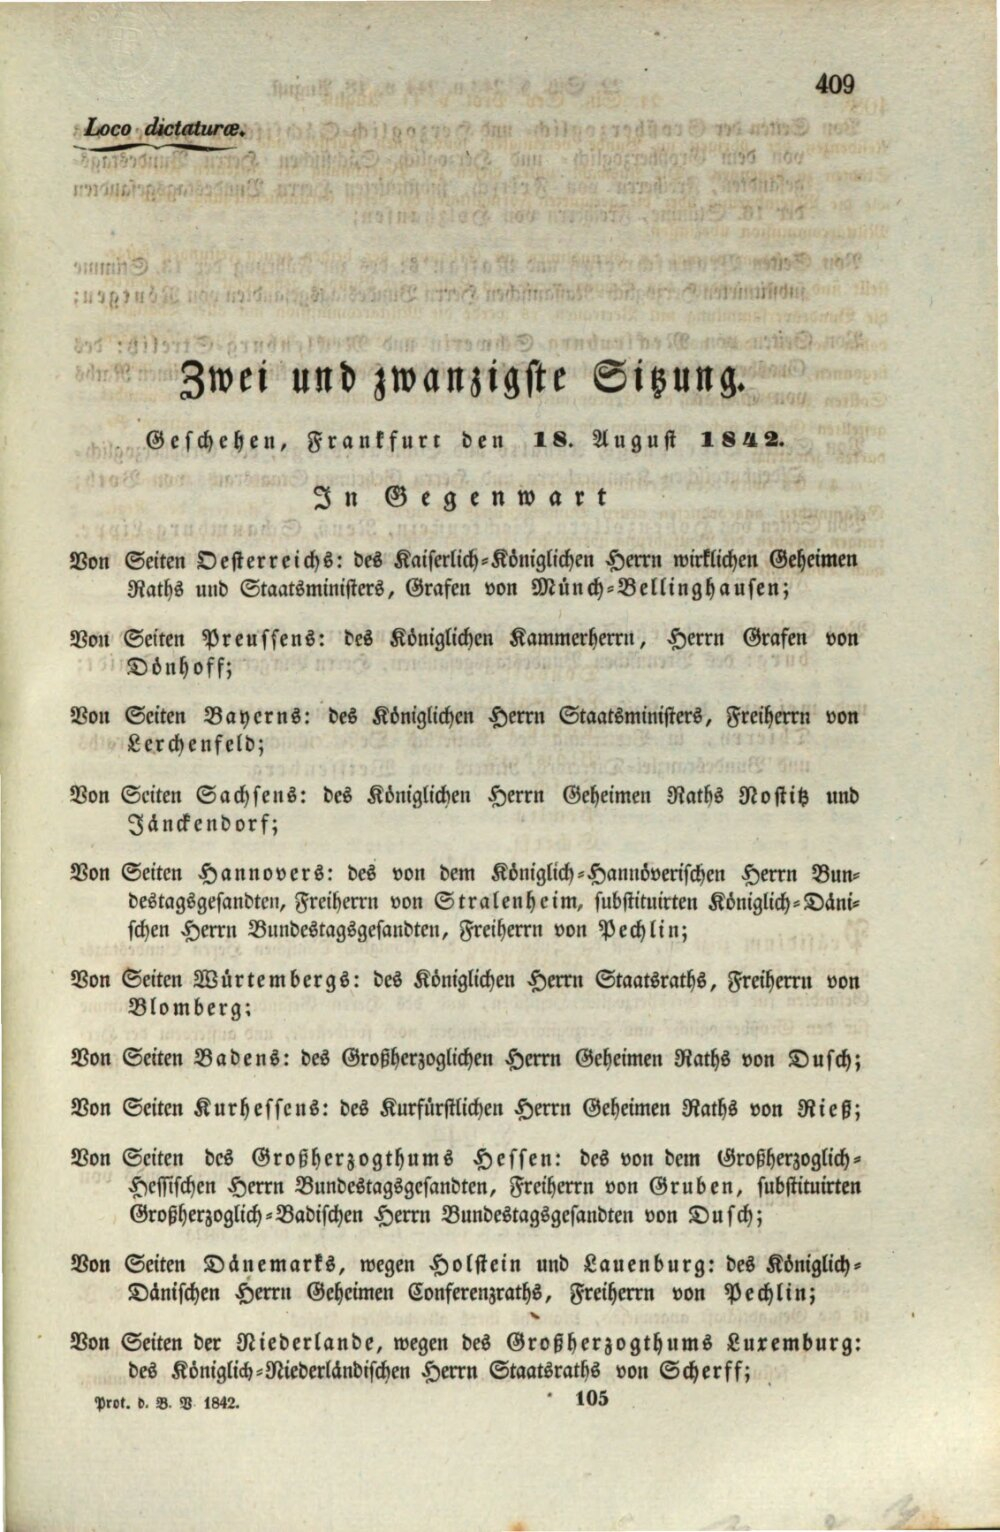 409
Loco dictaturæ.
Zwei und zwanzigste Sitzung.
Geschehen, Frankfurt den 18. August 1842.
In Gegenwart
Von Seiten Oesterreichs: des Kaiserlich-Königlichen Herrn wirklichen Geheimen
Raths und Staatsministers, Grafen von Münch-Bellinghausen;
Von Seiten Preussens: des Königlichen Kammerherrn, Herrn Grafen von
Dönhoff;
Von Seiten Bayerns: des Königlichen Herrn Staatsministers, Freiherrn von
Lerchenfeld;
Von Seiten Sachsens: des Königlichen Herrn Geheimen Raths Nostitz und
Jänckendorf;
Von Seiten Hannovers: des von dem Königlich-Hannöverischen Herrn Bun-
destagsgesandten, Freiherrn von Stralenheim, substituirten Königlich-Däni-
schen Herrn Bundestagsgesandten, Freiherrn von Pechlin;
Von Seiten Würtembergs: des Königlichen Herrn Staatsraths, Freiherrn von
Blomberg;
Von Seiten Badens: des Großherzoglichen Herrn Geheimen Raths von Dusch;
Von Seiten Kurhessens: des Kurfürstlichen Herrn Geheimen Raths von Rieß;
Von Seiten des Großherzogthums Hessen: des von dem Großherzoglich-
Hessischen Herrn Bundestagsgesandten, Freiherrn von Gruben, substituirten
Großherzoglich-Badischen Herrn Bundestagsgesandten von Dusch;
Von Seiten Dänemarks, wegen Holstein und Lauenburg: des Königlich-
Dänischen Herrn Geheimen Conferenzraths, Freiherrn von Pechlin;
Von Seiten der Niederlande, wegen des Großherzogthums Luxemburg:
des Königlich-Niederländischen Herrn Staatsraths von Scherff;
Prot. d. B. V. 1842.
105